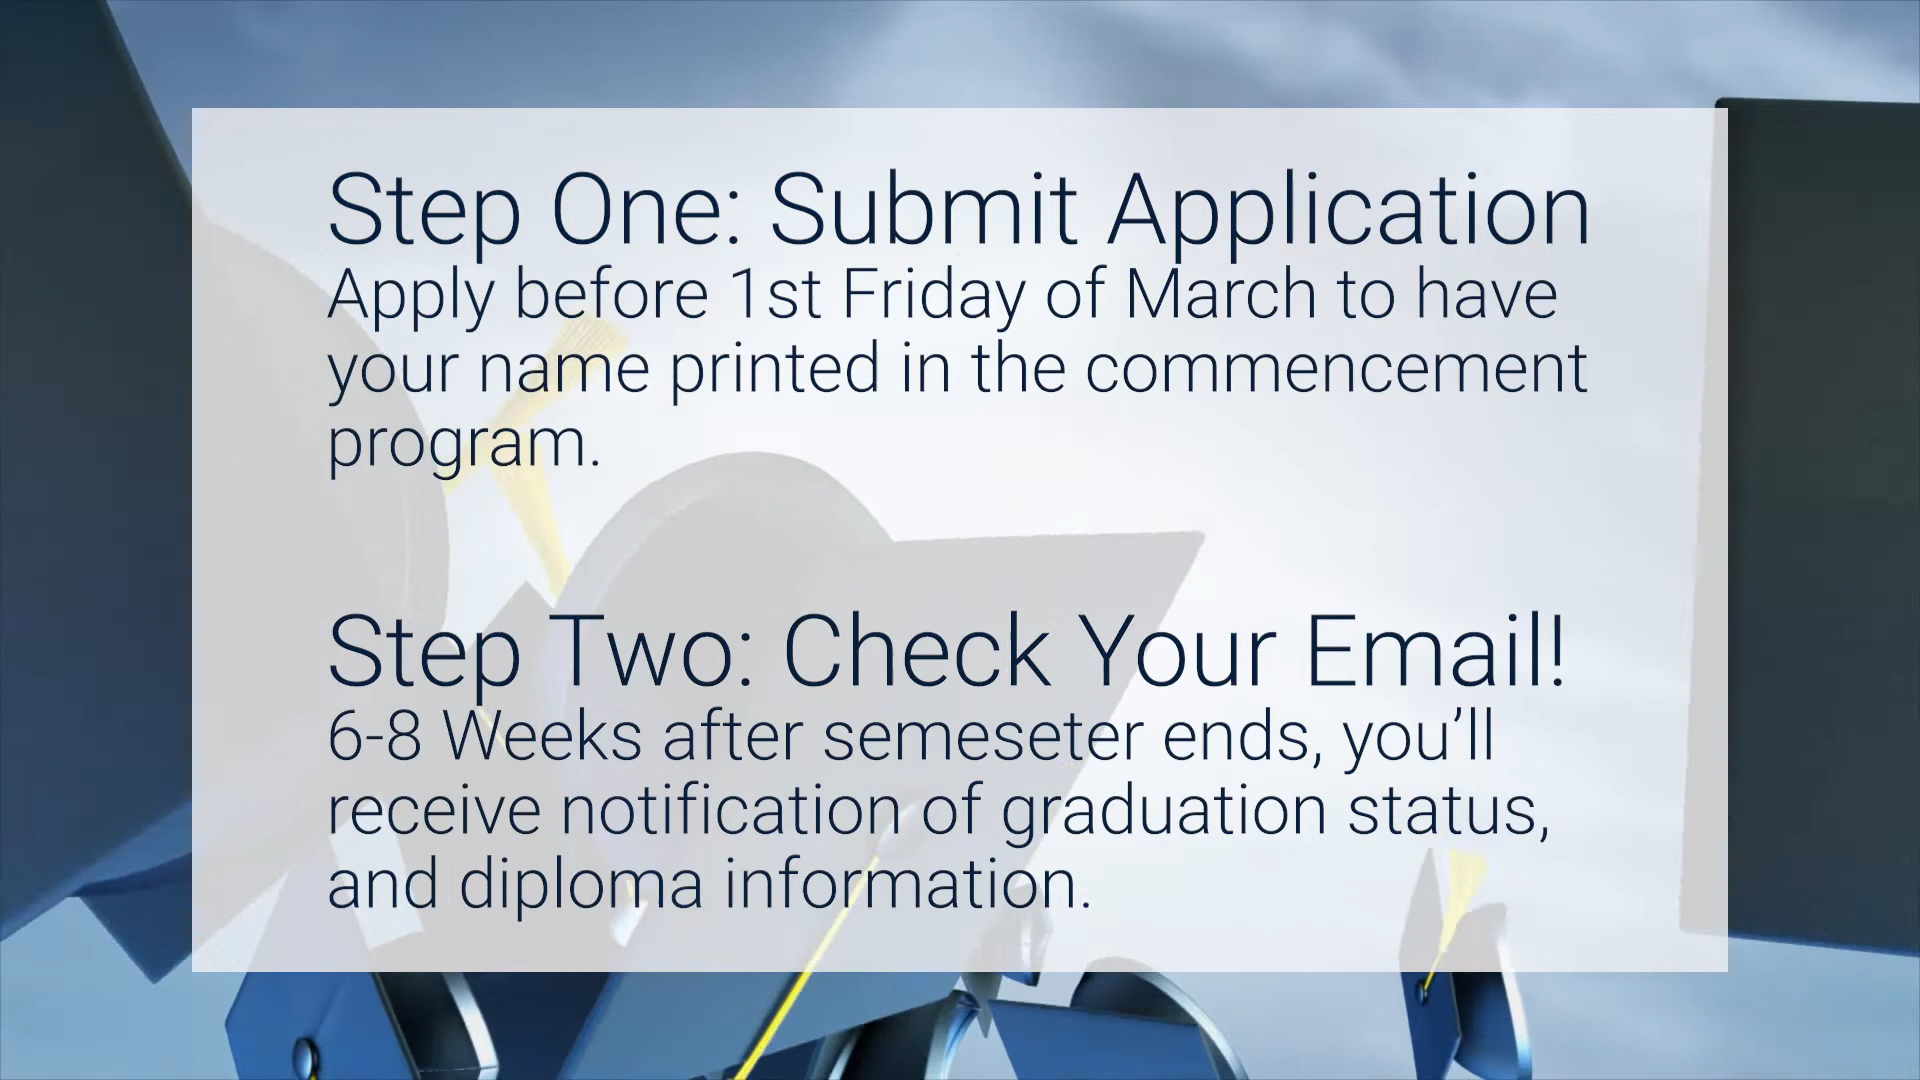 Step One: Submit Application
Apply before 1st Friday of March to have
your name printed in the commencement
program.
Step Two: Check Your Email!
6-8 Weeks after semeseter ends, you’ll
receive notification of graduation status,
and diploma information.